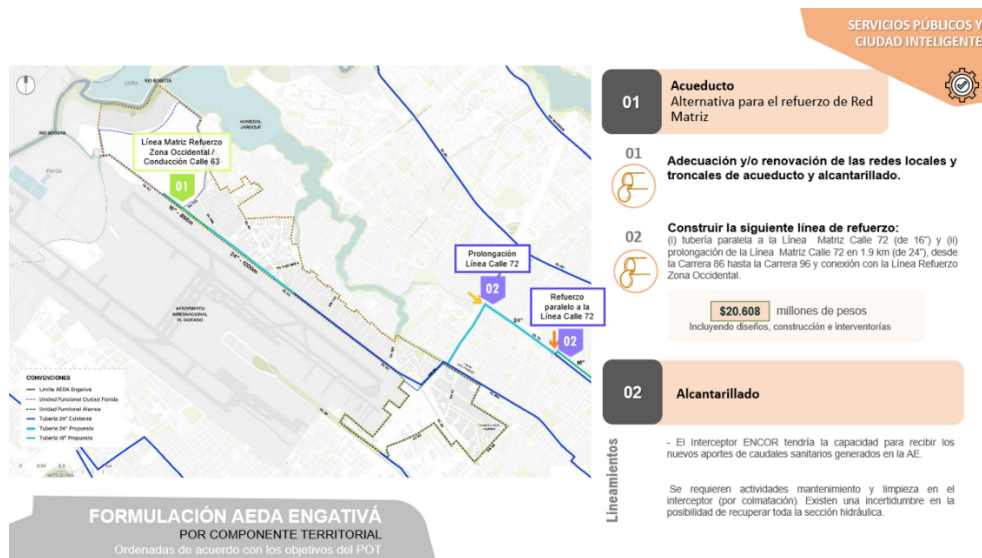 SERVICIOS PÚBLICOS Y
CIUDAD INTELIGENTE
01
Acueducto
Alternativa para el refuerzo de Red
Matriz
01
Adecuación y/o renovación de las redes locales y
troncales de acueducto y alcantarillado.
02
Construir la siguiente línea de refuerzo:
(i) tubería paralela a la Línea Matriz Calle 72 (de 16") y (ii)
prolongación de la Línea Matriz Calle 72 en 1.9 km (de 24"), desde
la Carrera 86 hasta la Carrera 96 y conexión con la Línea Refuerzo
Zona Occidental.
$20.608 millones de pesos
Incluyendo diseños, construcción e interventorías
02
Alcantarillado
Lineamientos
- El Interceptor ENCOR tendría la capacidad para recibir los
nuevos aportes de caudales sanitarios generados en la AE.
Se requieren actividades mantenimiento y limpieza en el
interceptor (por colmatación). Existen una incertidumbre en la
posibilidad de recuperar toda la sección hidráulica.
COTA
RIO BOGOTA
HUMEDAL
JABOQUE
RIO BOGOTA
FUNZA
Línea Matriz Refuerzo
Zona Occidental /
Conducción Calle 63
01
24" - 1200m
Prolongación
Línea Calle 72
02
Refuerzo
paralelo a la
Línea Calle 72
02
24"
16"
AEROPUERTO
INTERNACIONAL
EL DORADO
CONVENCIONES
Límite AEDA Engativá
Unidad Funcional Ciudad Florida
Unidad Funcional Álamos
Tubería 24" Existente
Tubería 24" Propuesta
Tubería 16" Propuesta
FORMULACIÓN AEDA ENGATIVÁ
POR COMPONENTE TERRITORIAL
Ordenadas de acuerdo con los objetivos del POT